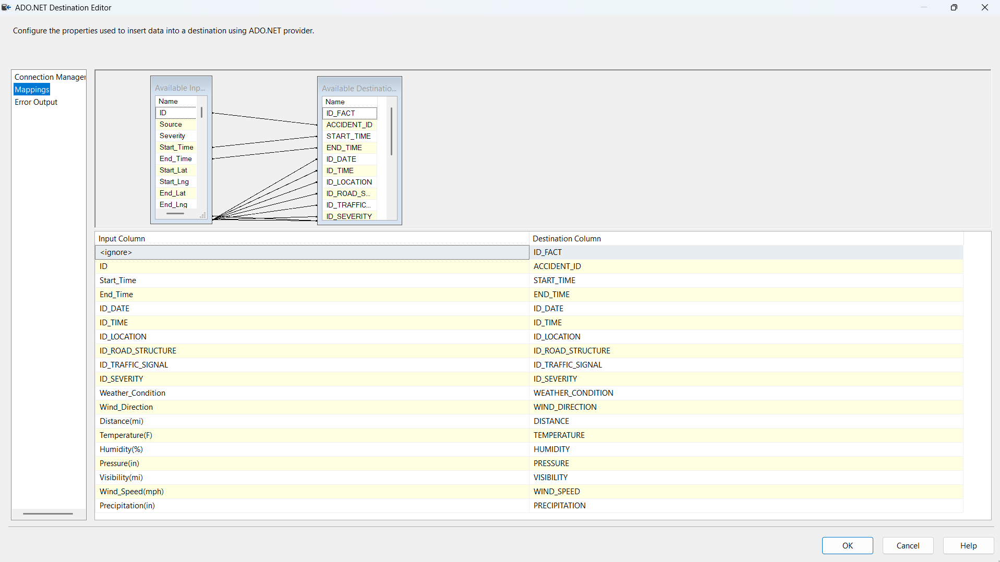 ADO.NET Destination Editor
Configure the properties used to insert data into a destination using ADO.NET provider.
Connection Manager
Mappings
Error Output
Available Inp...
Name
ID
Source
Severity
Start_Time
End_Time
Start_Lat
Start_Lng
End_Lat
End_Lng
Available Destinatio...
Name
ID_FACT
ACCIDENT_ID
START_TIME
END_TIME
ID_DATE
ID_TIME
ID_LOCATION
ID_ROAD_S...
ID_TRAFFIC...
ID_SEVERITY
Input Column Destination Column
<ignore> ID_FACT
ID ACCIDENT_ID
Start_Time START_TIME
End_Time END_TIME
ID_DATE ID_DATE
ID_TIME ID_TIME
ID_LOCATION ID_LOCATION
ID_ROAD_STRUCTURE ID_ROAD_STRUCTURE
ID_TRAFFIC_SIGNAL ID_TRAFFIC_SIGNAL
ID_SEVERITY ID_SEVERITY
Weather_Condition WEATHER_CONDITION
Wind_Direction WIND_DIRECTION
Distance(mi) DISTANCE
Temperature(F) TEMPERATURE
Humidity(%) HUMIDITY
Pressure(in) PRESSURE
Visibility(mi) VISIBILITY
Wind_Speed(mph) WIND_SPEED
Precipitation(in) PRECIPITATION
OK Cancel Help